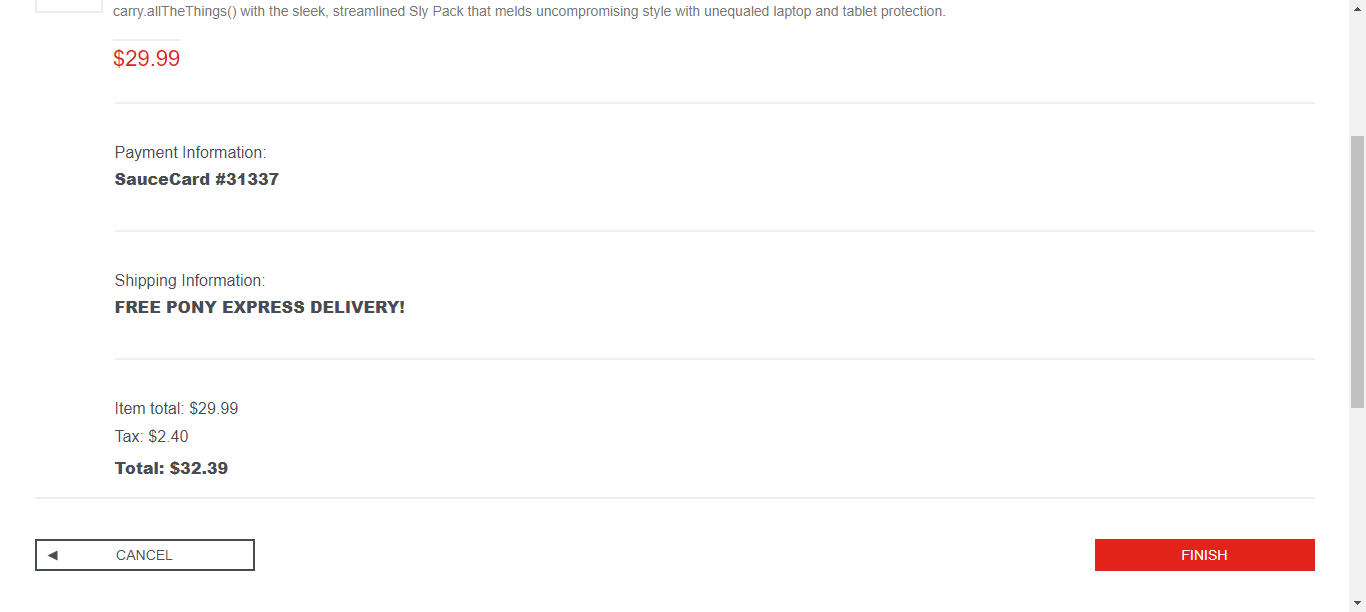 carry.allTheThings() with the sleek, streamlined Sly Pack that melds uncompromising style with unequaled laptop and tablet protection.
$29.99
Payment Information:
SauceCard #31337
Shipping Information:
FREE PONY EXPRESS DELIVERY!
Item total: $29.99
Tax: $2.40
Total: $32.39
CANCEL
FINISH